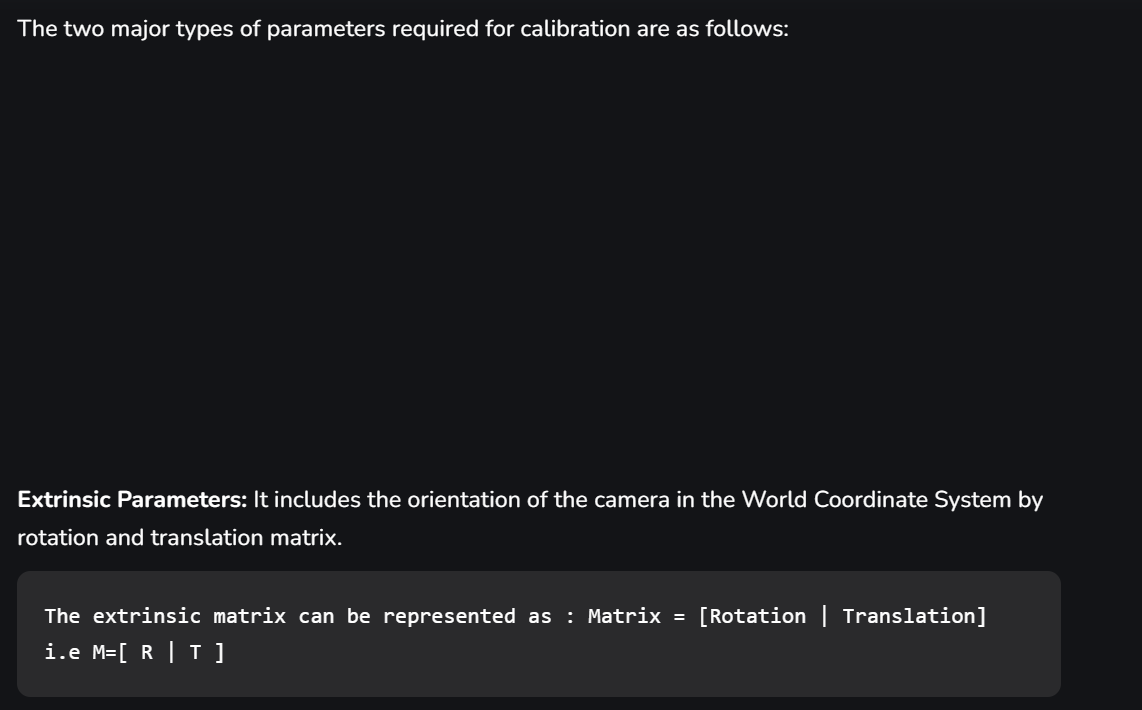 The two major types of parameters required for calibration are as follows:
Extrinsic Parameters: It includes the orientation of the camera in the World Coordinate System by
rotation and translation matrix.
The extrinsic matrix can be represented as : Matrix = [Rotation | Translation]
i.e M=[ R | T ]